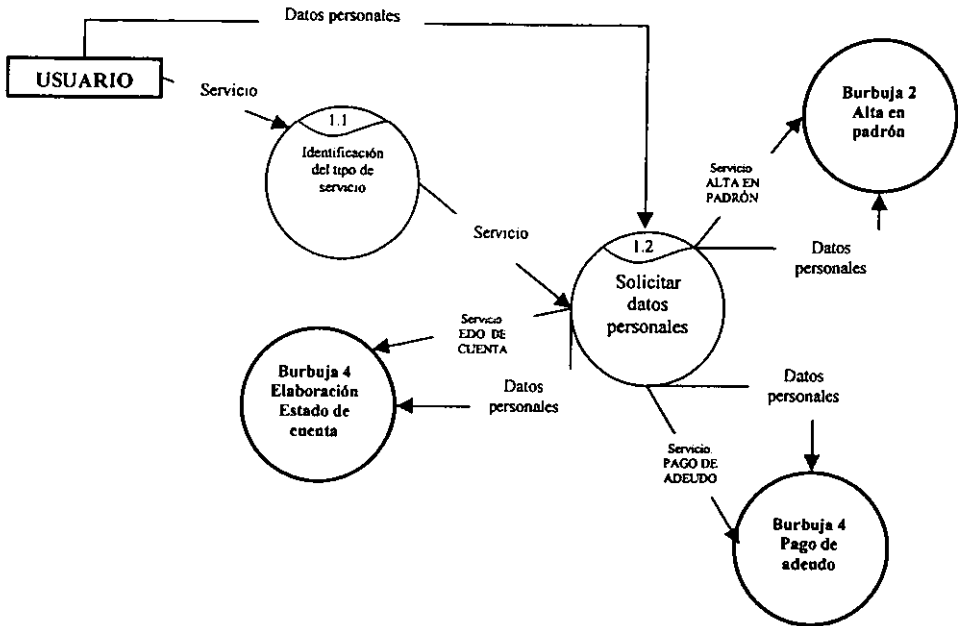 Datos personales
USUARIO
Servicio
1.1
Identificación
del tipo de
servicio
Burbuja 2
Alta en
padrón
Servicio
ALTA EN
PADRÓN
Servicio
1.2
Solicitar
datos
personales
Datos
personales
Servicio
EDO DE
CUENTA
Burbuja 4
Elaboración
Estado de
cuenta
Datos
personales
Datos
personales
Servicio.
PAGO DE
ADEUDO
Burbuja 4
Pago de
adeudo